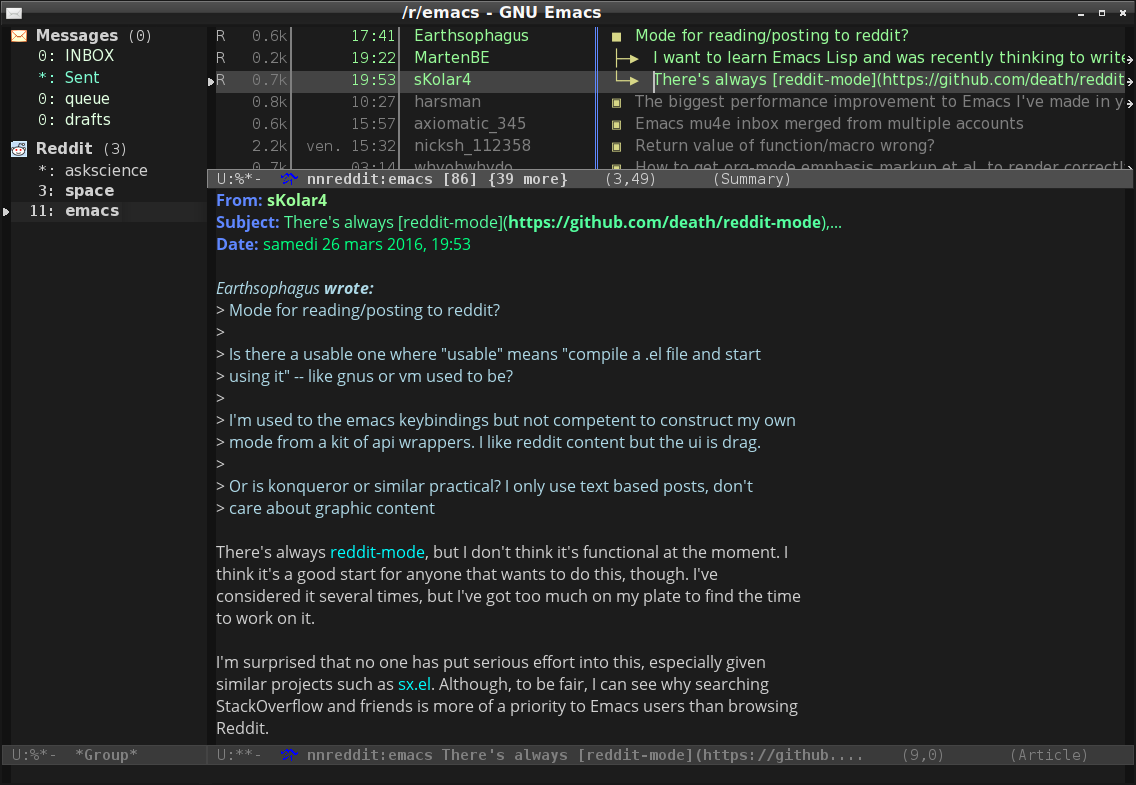 /r/emacs - GNU Emacs
Messages (0)
0: INBOX
*: Sent
0: queue
0: drafts
Reddit (3)
*: askscience
3: space
11: emacs
R 0.6k 17:41 Earthsophagus Mode for reading/posting to reddit?
R 0.2k 19:22 MartenBE I want to learn Emacs Lisp and was recently thinking to write
R 0.7k 19:53 sKolar4 There's always [reddit-mode](https://github.com/death/reddit
0.8k 10:27 harsman The biggest performance improvement to Emacs I've made in y
0.6k 15:57 axiomatic_345 Emacs mu4e inbox merged from multiple accounts
2.2k ven. 15:32 nicksh_112358 Return value of function/macro wrong?
0.7k 03:14 whyohwhydo How to get org-mode emphasis markup et al. to render correctl
U:%*- nnreddit:emacs [86] {39 more} (3,49) (Summary)
From: sKolar4
Subject: There's always [reddit-mode](https://github.com/death/reddit-mode),...
Date: samedi 26 mars 2016, 19:53
Earthsophagus wrote:
> Mode for reading/posting to reddit?
>
> Is there a usable one where "usable" means "compile a .el file and start
> using it" -- like gnus or vm used to be?
>
> I'm used to the emacs keybindings but not competent to construct my own
> mode from a kit of api wrappers. I like reddit content but the ui is drag.
>
> Or is konqueror or similar practical? I only use text based posts, don't
> care about graphic content
There's always reddit-mode, but I don't think it's functional at the moment. I
think it's a good start for anyone that wants to do this, though. I've
considered it several times, but I've got too much on my plate to find the time
to work on it.
I'm surprised that no one has put serious effort into this, especially given
similar projects such as sx.el. Although, to be fair, I can see why searching
StackOverflow and friends is more of a priority to Emacs users than browsing
Reddit.
U:%*- *Group*
U:**- nnreddit:emacs There's always [reddit-mode](https://github.... (9,0) (Article)